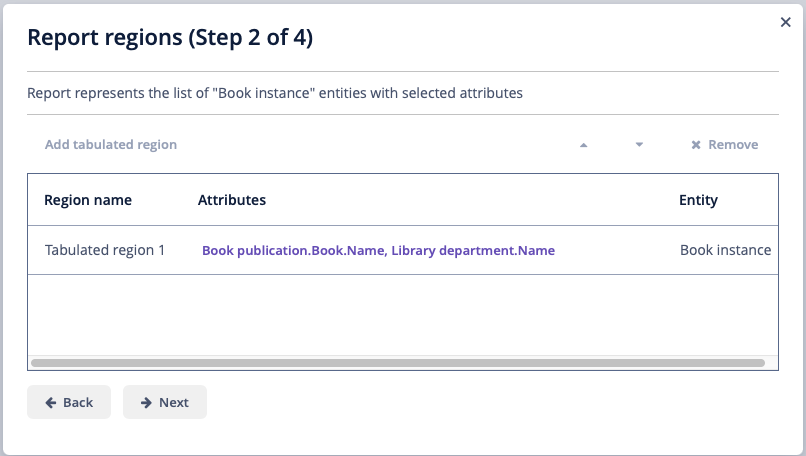 Report regions (Step 2 of 4)
Report represents the list of "Book instance" entities with selected attributes
Add tabulated region Remove
Region name Attributes Entity
Tabulated region 1 Book publication.Book.Name, Library department.Name Book instance
Back Next